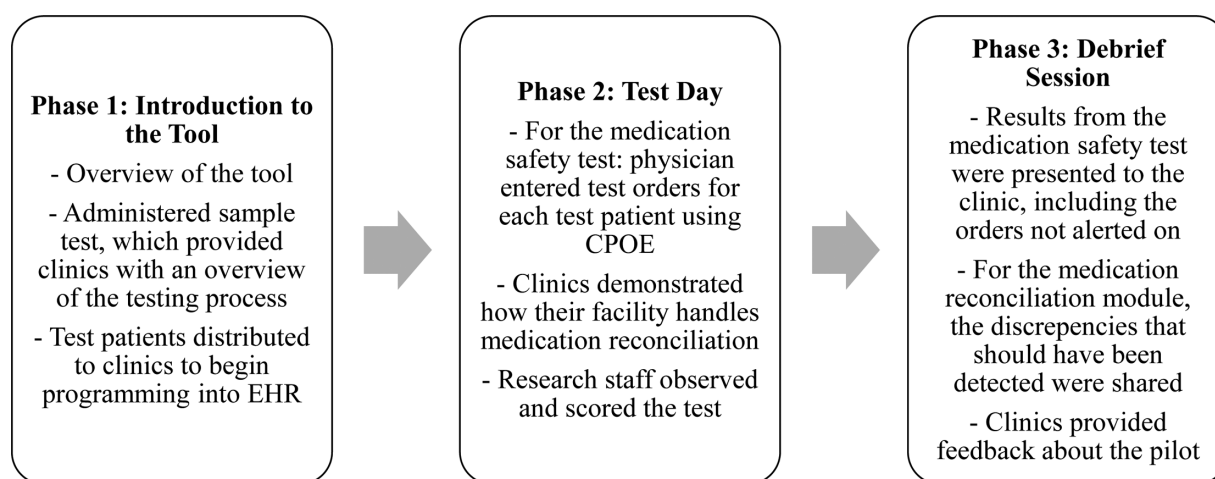 Phase 1: Introduction to
the Tool
- Overview of the tool
- Administered sample
test, which provided
clinics with an overview
of the testing process
- Test patients distributed
to clinics to begin
programming into EHR
Phase 2: Test Day
- For the medication
safety test: physician
entered test orders for
each test patient using
CPOE
- Clinics demonstrated
how their facility handles
medication reconciliation
- Research staff observed
and scored the test
Phase 3: Debrief
Session
- Results from the
medication safety test
were presented to the
clinic, including the
orders not alerted on
- For the medication
reconciliation module,
the discrepencies that
should have been
detected were shared
- Clinics provided
feedback about the pilot